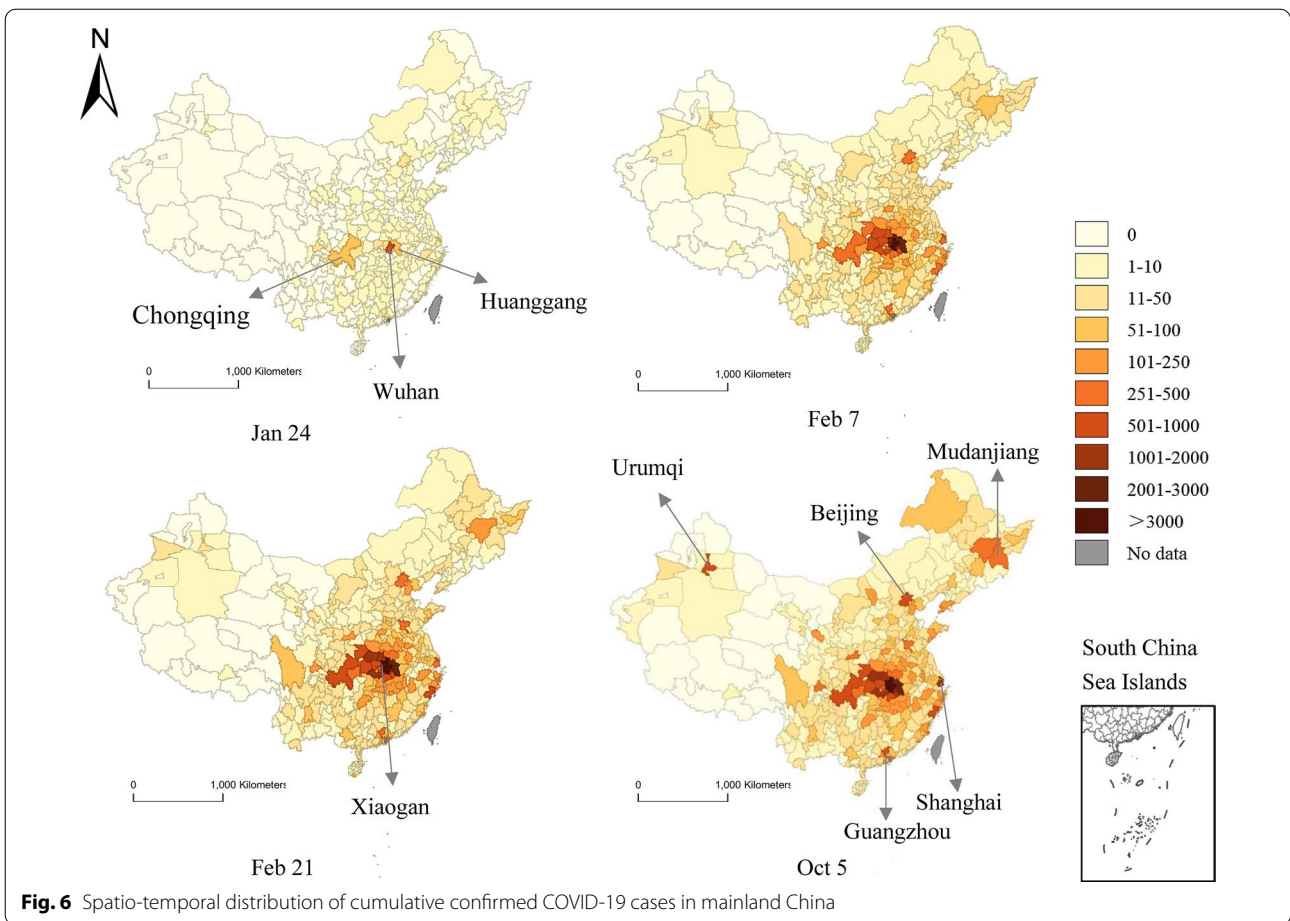 N
Chongqing
Huanggang
Wuhan
0
1,000 Kilometers
Jan 24
0
1,000 Kilometers
Feb 7
0
1-10
11-50
51-100
101-250
251-500
501-1000
1001-2000
2001-3000
>3000
No data
Xiaogan
0
1,000 Kilometers
Feb 21
Urumqi
Beijing
Mudanjiang
Shanghai
Guangzhou
0
1,000 Kilometers
Oct 5
South China
Sea Islands
Fig. 6 Spatio-temporal distribution of cumulative confirmed COVID-19 cases in mainland China